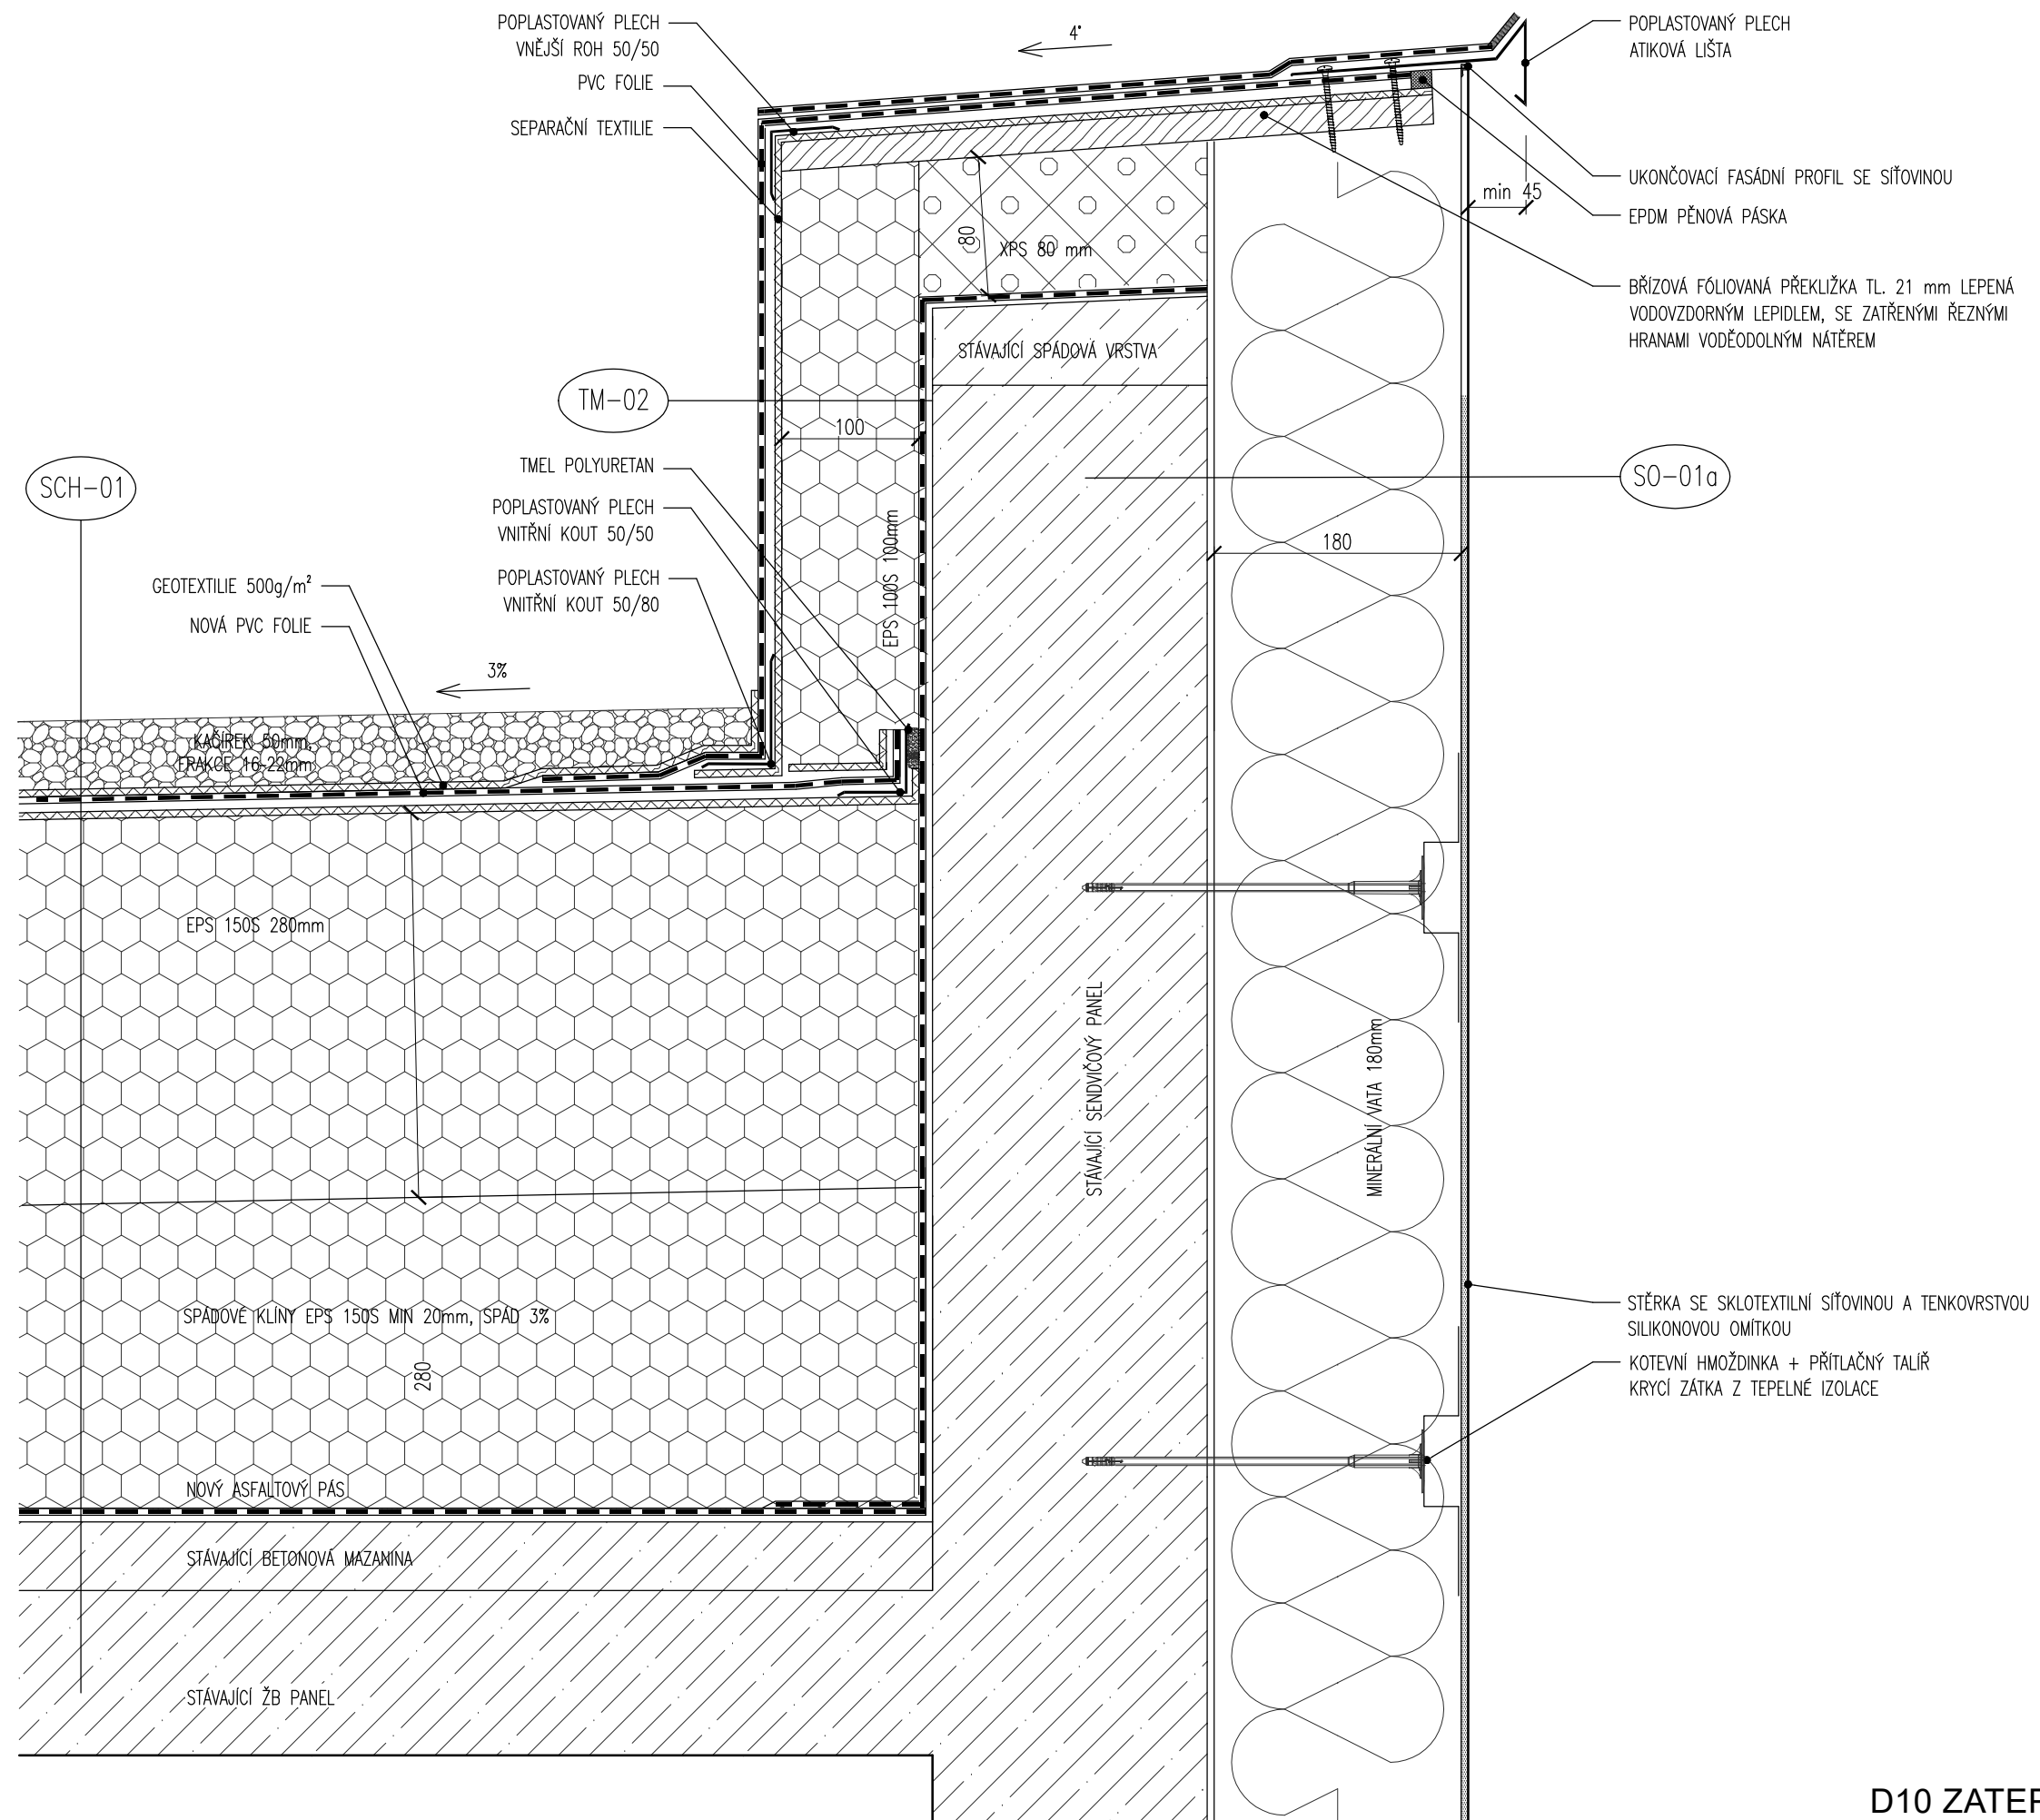 POPLASTOVANÝ PLECH
VNĚJŠÍ ROH 50/50
PVC FOLIE
SEPARAČNÍ TEXTILIE
4°
POPLASTOVANÝ PLECH
ATIKOVÁ LIŠTA
min 45
UKONČOVACÍ FASÁDNÍ PROFIL SE SÍŤOVINOU
EPDM PĚNOVÁ PÁSKA
BŘÍZOVÁ FÓLIOVANÁ PŘEKLIŽKA TL. 21 mm LEPENÁ
VODOVZDORNÝM LEPIDLEM, SE ZATŘENÝMI ŘEZNÝMI
HRANAMI VODĚODOLNÝM NÁTĚREM
80
XPS 80 mm
STÁVAJÍCÍ SPÁDOVÁ VRSTVA
TM-02
100
TMEL POLYURETAN
POPLASTOVANÝ PLECH
VNITŘNÍ KOUT 50/50
POPLASTOVANÝ PLECH
VNITŘNÍ KOUT 50/80
SCH-01
SO-01a
180
EPS 100S 100mm
GEOTEXTILIE 500g/m²
NOVÁ PVC FOLIE
3%
KAČÍREK 50mm,
FRAKCE 16-22mm
EPS 150S 280mm
STÁVAJÍCÍ SENDVIČOVÝ PANEL
MINERÁLNÍ VATA 180mm
SPÁDOVÉ KLÍNY EPS 150S MIN 20mm, SPÁD 3%
280
STĚRKA SE SKLOTEXTILNÍ SÍŤOVINOU A TENKOVRSTVOU
SILIKONOVOU OMÍTKOU
KOTEVNÍ HMOŽDINKA + PŘÍTLAČNÝ TALÍŘ
KRYCÍ ZÁTKA Z TEPELNÉ IZOLACE
NOVÝ ASFALTOVÝ PÁS
STÁVAJÍCÍ BETONOVÁ MAZANINA
STÁVAJÍCÍ ŽB PANEL
D10 ZATEP